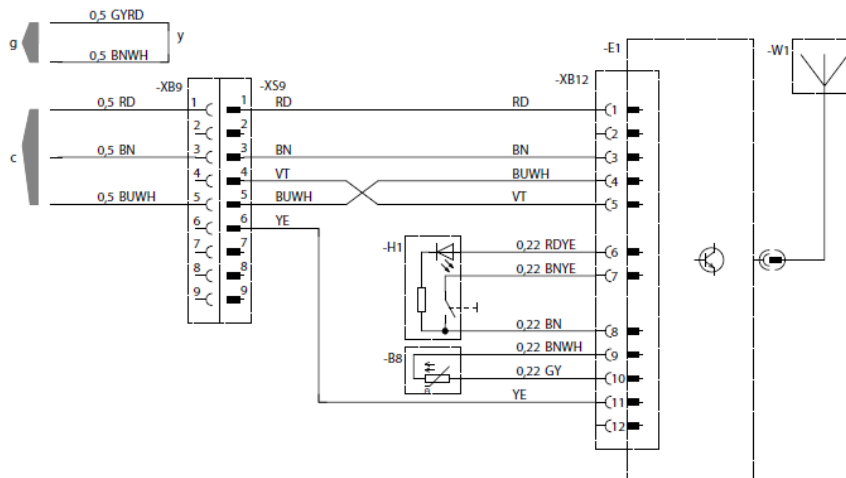 0,5 GYRD
g
y
0,5 BNWH
-E1
-W1
-XB9
-XS9
-XB12
0,5 RD 1 1 RD RD 1
2 2 2
c
0,5 BN 3 3 BN BN 3
4 4 VT BUWH 4
0,5 BUWH 5 5 BUWH VT 5
6 6 YE
-H1
0,22 RDYE 6
7 7
0,22 BNYE 7
8 8
9 9
0,22 BN 8
0,22 BNWH 9
-B8
0,22 GY 10
YE 11
12